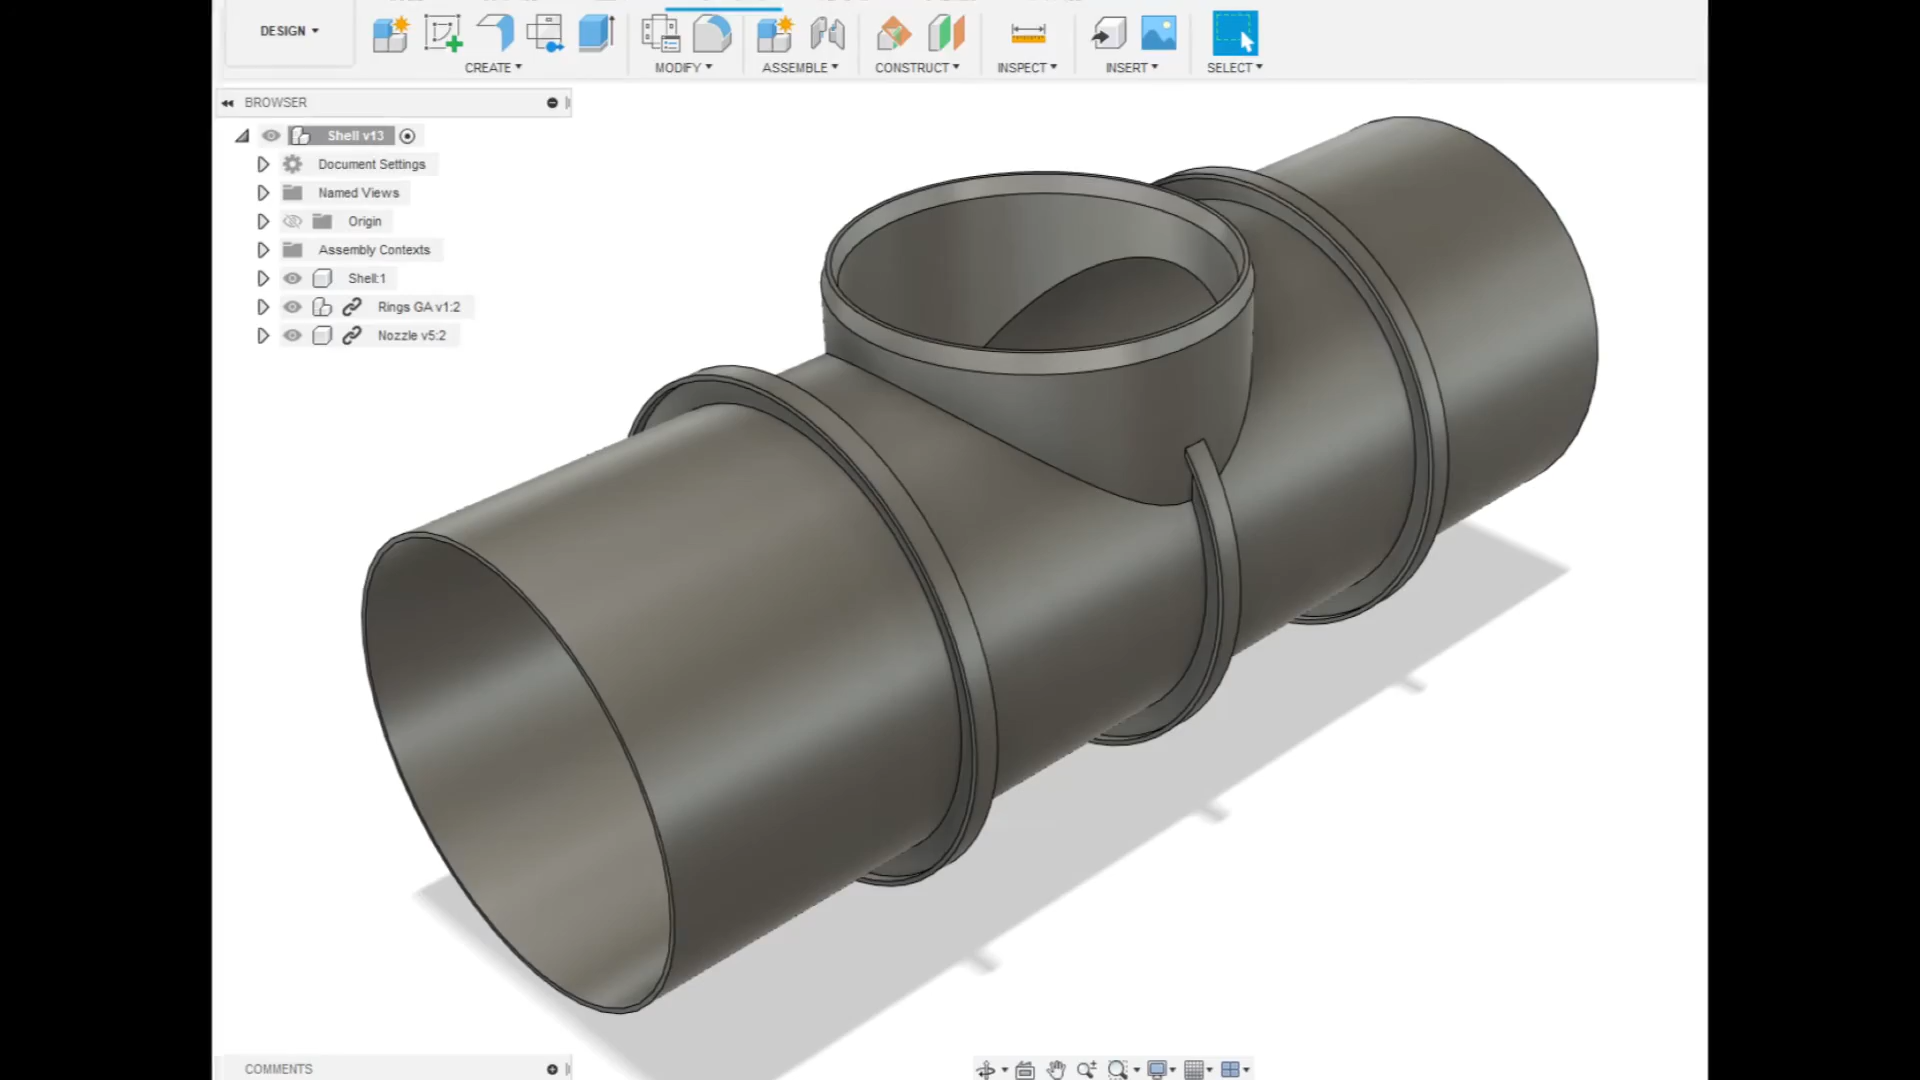 DESIGN
CREATE
MODIFY
ASSEMBLE
CONSTRUCT
INSPECT
INSERT
SELECT
BROWSER
Shell v13
Document Settings
Named Views
Origin
Assembly Contexts
Shell:1
Rings GA v1:2
Nozzle v5:2
COMMENTS